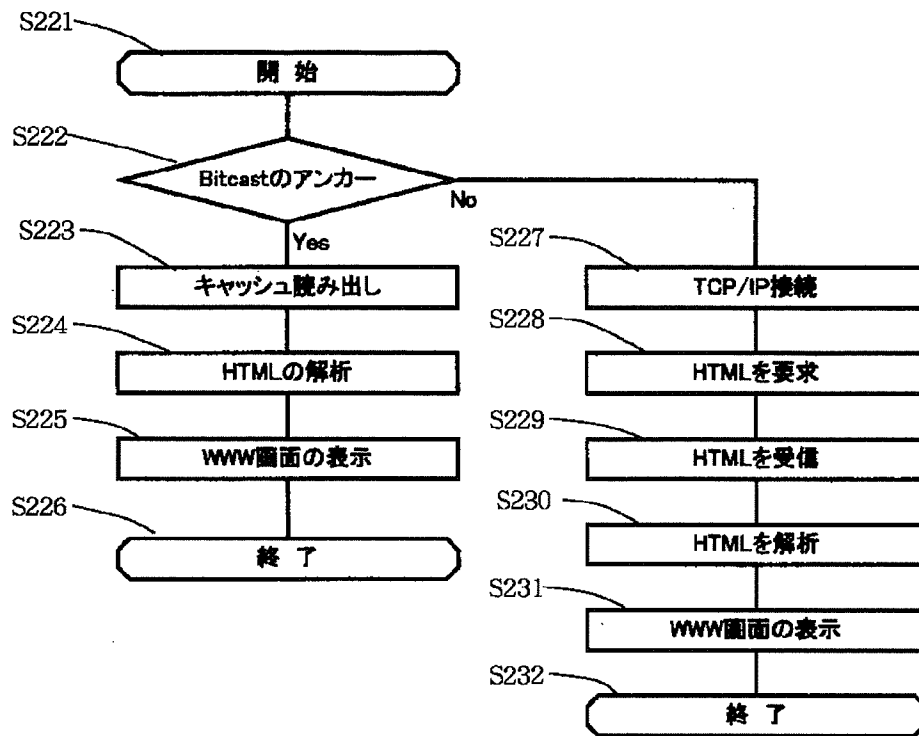 S221
開 始
S222
Bitcastのアンカー
No
Yes
S223
キャッシュ読み出し
S224
HTMLの解析
S225
WWW画面の表示
S226
終 了
S227
TCP/IP接続
S228
HTMLを要求
S229
HTMLを受信
S230
HTMLを解析
S231
WWW画面の表示
S232
終 了